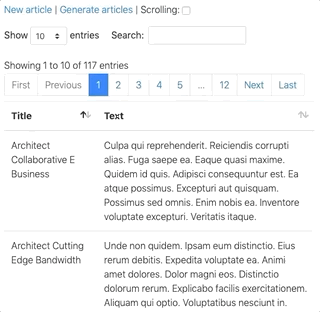 New article | Generate articles | Scrolling:
Show 10 entries Search:
Showing 1 to 10 of 117 entries
First Previous 1 2 3 4 5 ... 12 Next Last
Title Text
Architect Culpa qui reprehenderit. Reiciendis corrupti
Collaborative E alias. Fuga saepe ea. Eaque quasi maxime.
Business Quidem id quis. Adipisci consequuntur est. Ea
atque possimus. Excepturi aut quisquam.
Possimus sed omnis. Enim nobis ea. Inventore
voluptate excepturi. Veritatis itaque.
Architect Cutting Unde non quidem. Ipsam eum distinctio. Eius
Edge Bandwidth rerum debitis. Expedita voluptate ea. Animi
amet dolores. Dolor magni eos. Distinctio
dolorum rerum. Explicabo facilis exercitationem.
Aliquam qui optio. Voluptatibus nesciunt in.